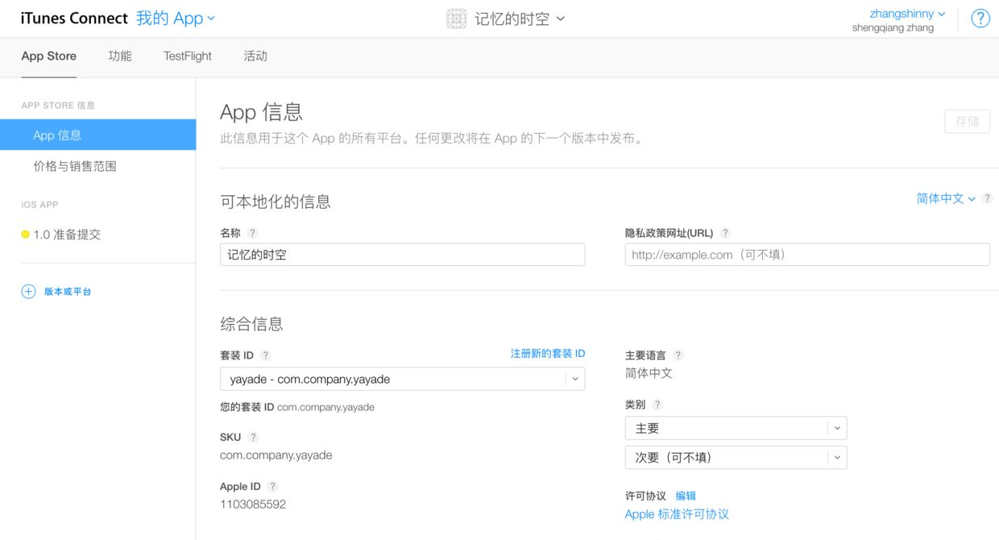 iTunes Connect 我的 App 记忆的时空 zhangshinny
shengqiang zhang
?
App Store 功能 TestFlight 活动
APP STORE 信息
App 信息
价格与销售范围
iOS APP
1.0 准备提交
版本或平台
App 信息
存储
此信息用于这个 App 的所有平台。任何更改将在 App 的下一个版本中发布。
可本地化的信息
简体中文 ?
名称 ?
记忆的时空
隐私政策网址(URL) ?
http://example.com（可不填）
综合信息
套装 ID ? 注册新的套装 ID
yayade - com.company.yayade
您的套装 ID com.company.yayade
SKU ?
com.company.yayade
Apple ID ?
1103085592
主要语言 ?
简体中文
类别 ?
主要
次要（可不填）
许可协议 编辑
Apple 标准许可协议